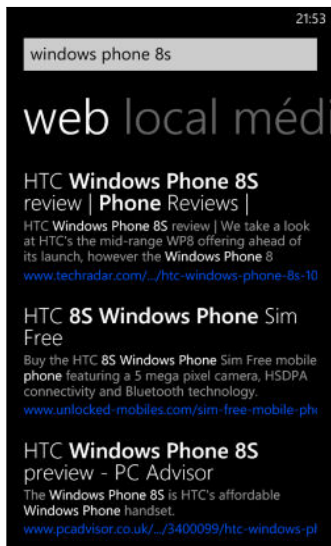 21:53
windows phone 8s
web local médi
HTC Windows Phone 8S
review | Phone Reviews |
HTC Windows Phone 8S review | We take a look
at HTC's the mid-range WP8 offering ahead of
its launch, however the Windows Phone 8
www.techradar.com/.../htc-windows-phone-8s-10
HTC 8S Windows Phone Sim
Free
Buy the HTC 8S Windows Phone Sim Free mobile
phone featuring a 5 mega pixel camera, HSDPA
connectivity and Bluetooth technology.
www.unlocked-mobiles.com/sim-free-mobile-pho
HTC Windows Phone 8S
preview - PC Advisor
The Windows Phone 8S is HTC's affordable
Windows Phone handset.
www.pcadvisor.co.uk/.../3400099/htc-windows-pl